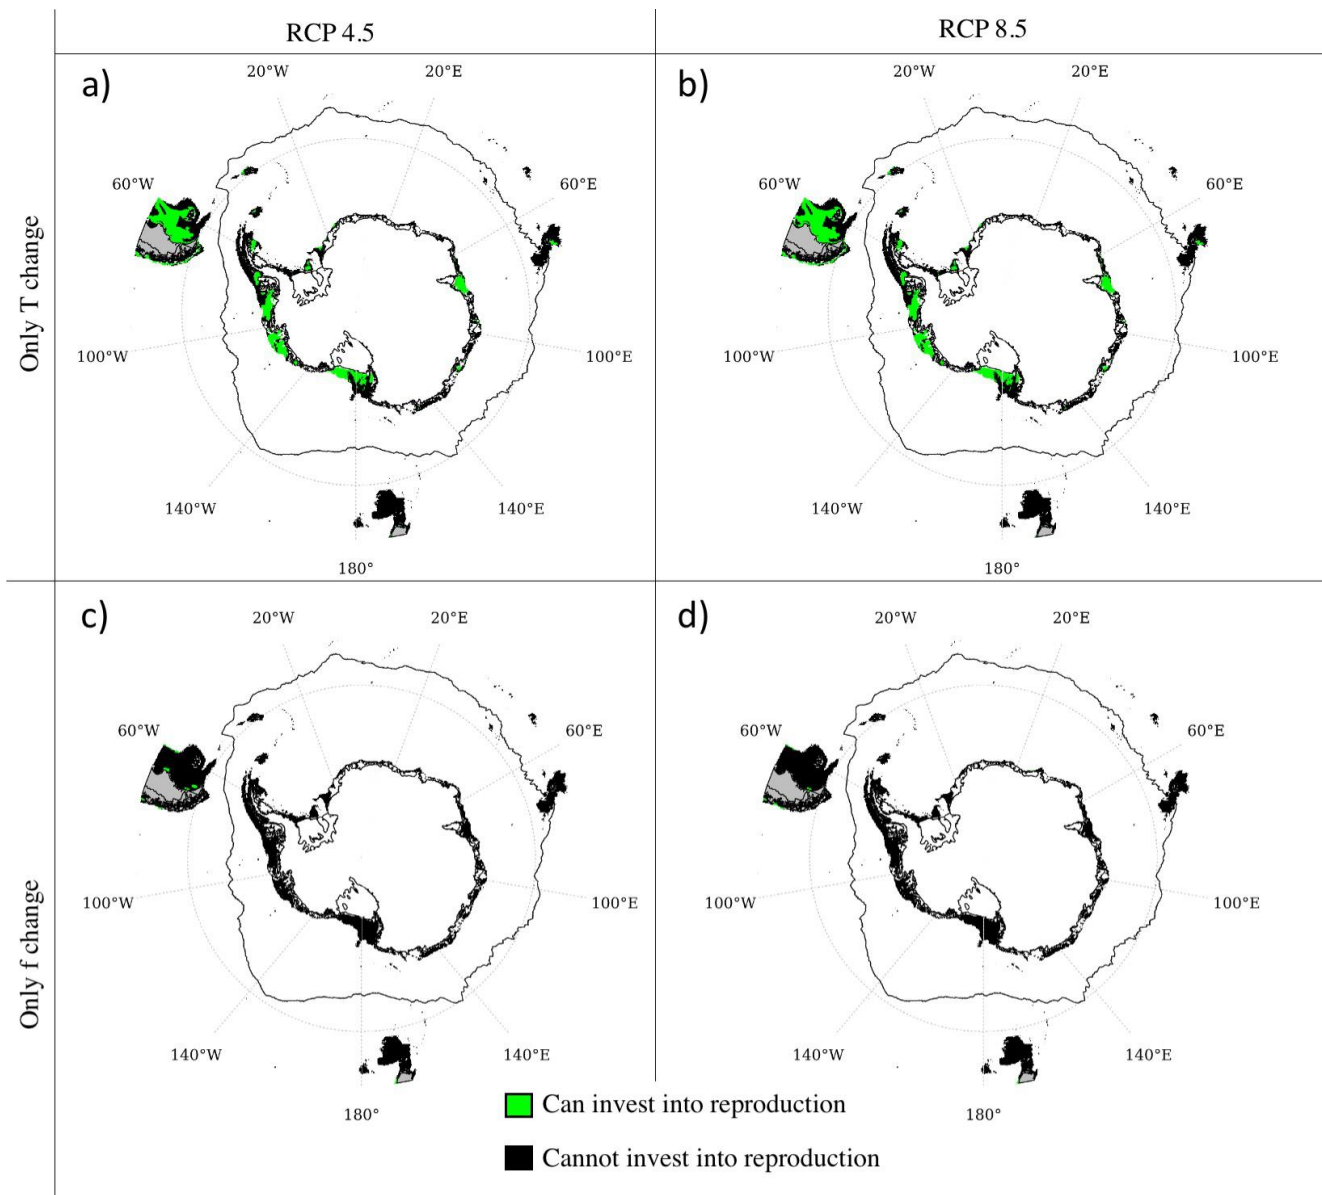 RCP 4.5
RCP 8.5
Only T change
a)
20°W
20°E
60°W
60°E
100°W
100°E
140°W
140°E
180°
b)
20°W
20°E
60°W
60°E
100°W
100°E
140°W
140°E
180°
Only f change
c)
20°W
20°E
60°W
60°E
100°W
100°E
140°W
140°E
180°
d)
20°W
20°E
60°W
60°E
100°W
100°E
140°W
140°E
180°
Can invest into reproduction
Cannot invest into reproduction